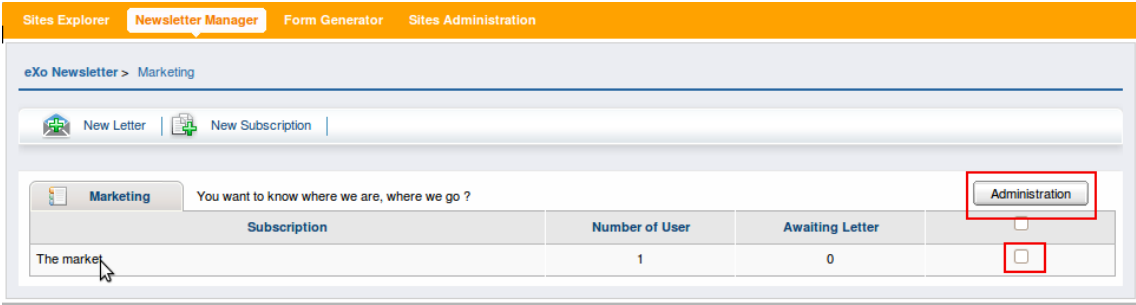 Sites Explorer Newsletter Manager Form Generator Sites Administration
eXo Newsletter > Marketing
New Letter New Subscription
Marketing You want to know where we are, where we go ? Administration
Subscription Number of User Awaiting Letter
The market 1 0